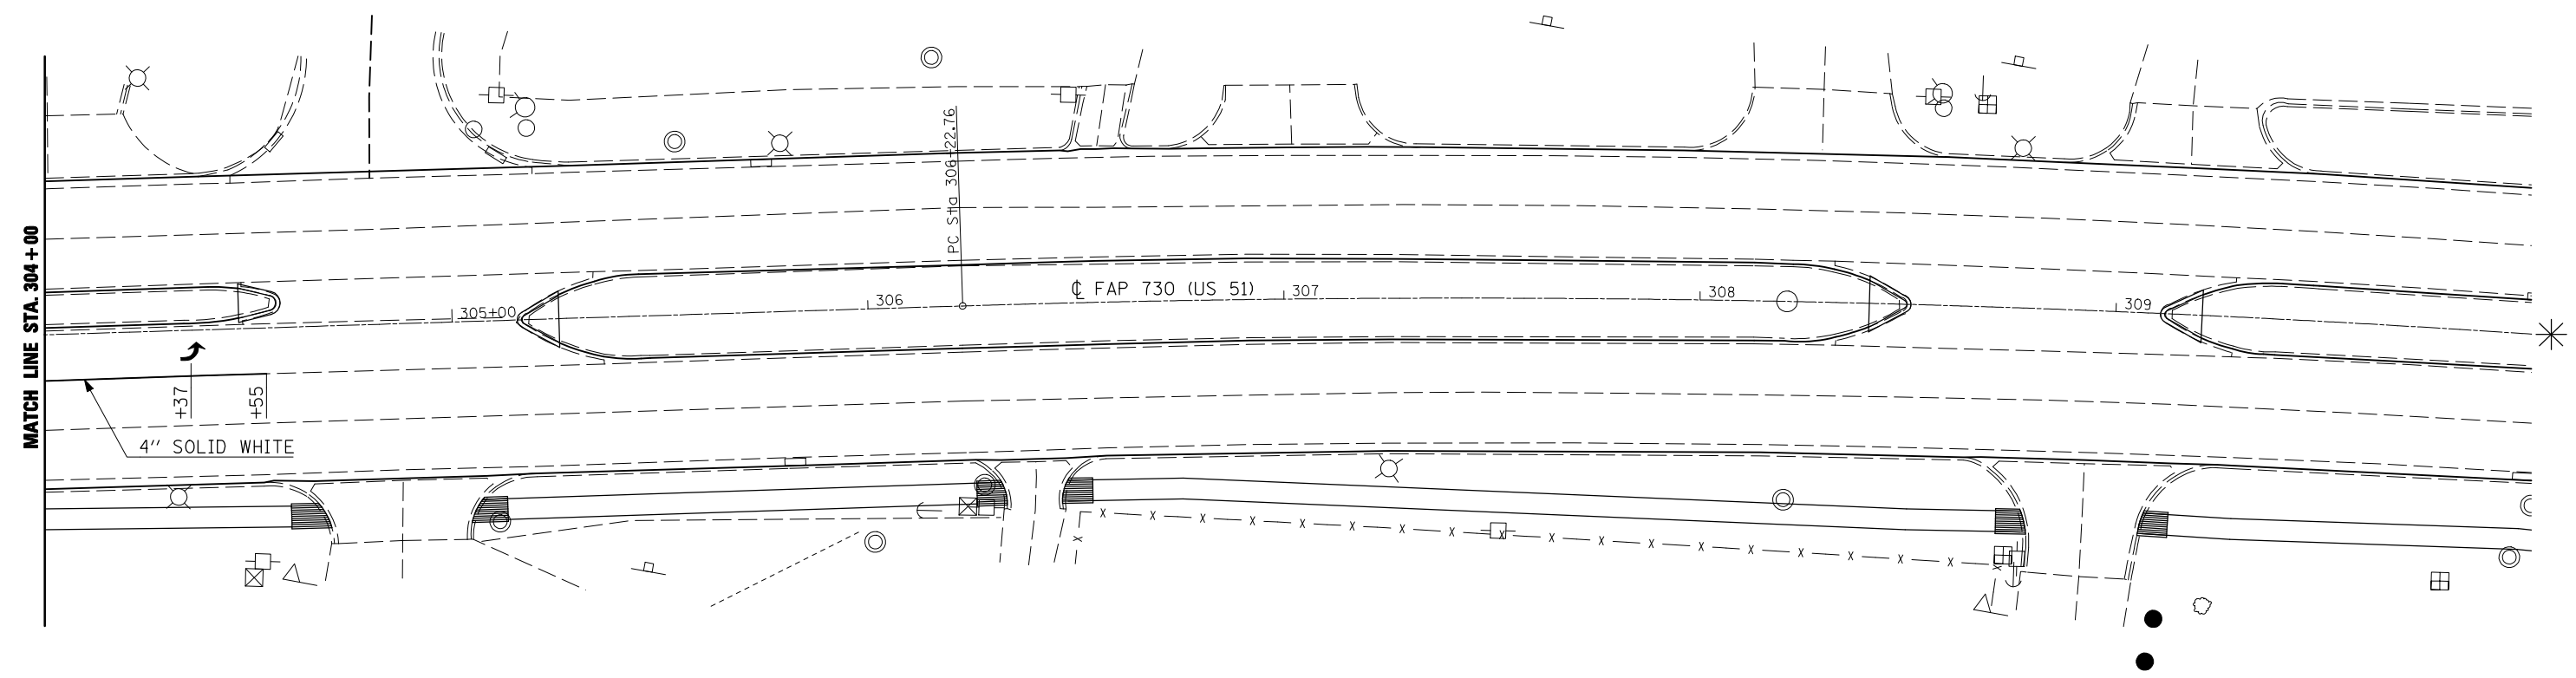 MATCH LINE STA. 304+00
PC Sta 306+22.76
℄ FAP 730 (US 51)
305+00
306
307
308
309
+37
+55
4" SOLID WHITE